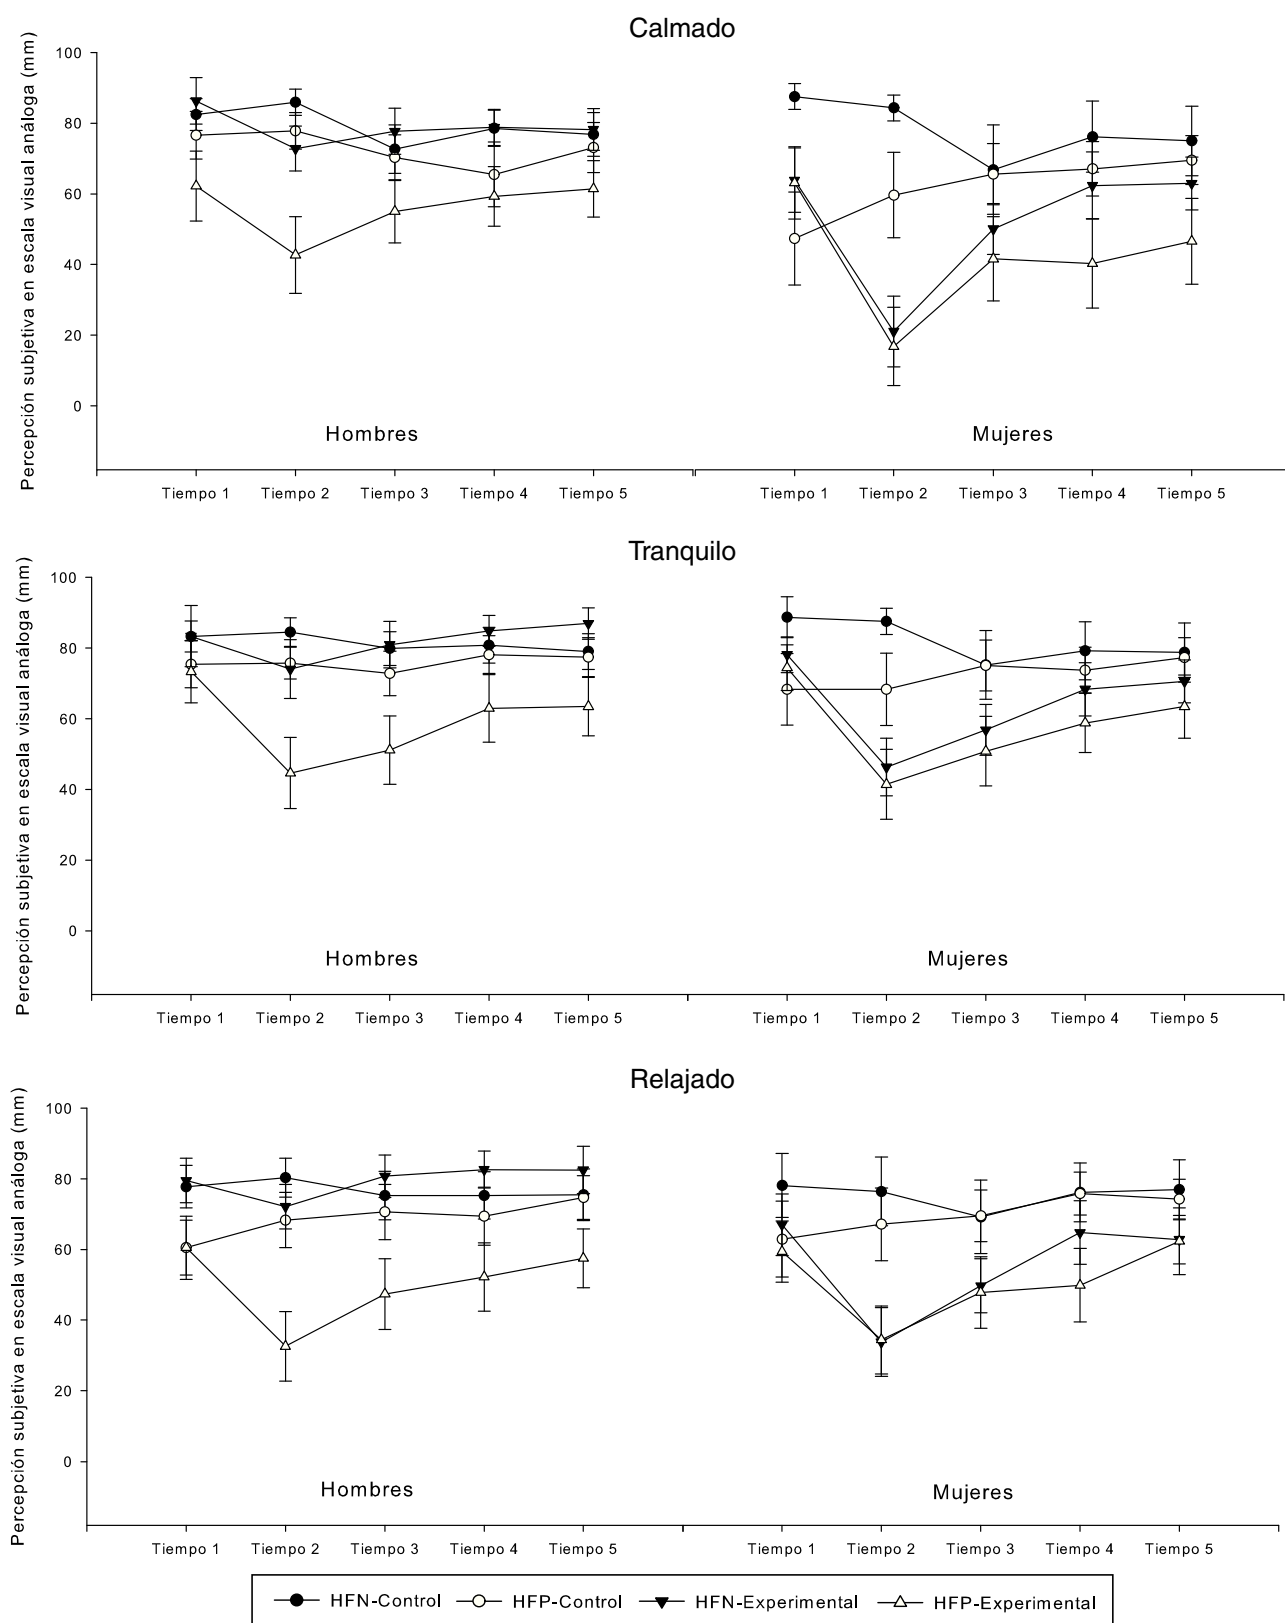 Calmado
Percepción subjetiva en escala visual análoga (mm)
100
80
60
40
20
0
Hombres
Mujeres
Tiempo 1 Tiempo 2 Tiempo 3 Tiempo 4 Tiempo 5 Tiempo 1 Tiempo 2 Tiempo 3 Tiempo 4 Tiempo 5
Tranquilo
Percepción subjetiva en escala visual análoga (mm)
100
80
60
40
20
0
Hombres
Mujeres
Tiempo 1 Tiempo 2 Tiempo 3 Tiempo 4 Tiempo 5 Tiempo 1 Tiempo 2 Tiempo 3 Tiempo 4 Tiempo 5
Relajado
Percepción subjetiva en escala visual análoga (mm)
100
80
60
40
20
0
Hombres
Mujeres
Tiempo 1 Tiempo 2 Tiempo 3 Tiempo 4 Tiempo 5 Tiempo 1 Tiempo 2 Tiempo 3 Tiempo 4 Tiempo 5
HFN-Control HFP-Control HFN-Experimental HFP-Experimental